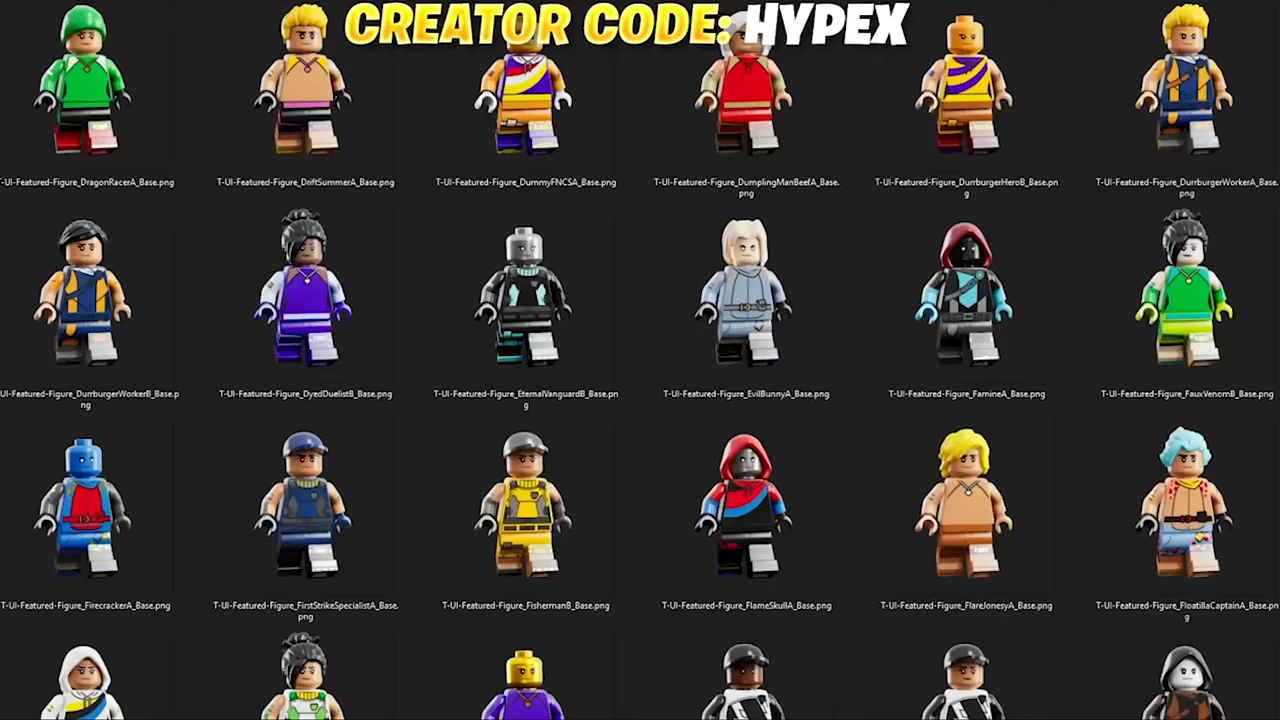 CREATOR CODE: HYPEX
T-UI-Featured-Figure_DragonRacerA_Base.png
T-UI-Featured-Figure_DriftSummerA_Base.png
T-UI-Featured-Figure_DummyFNCSA_Base.png
T-UI-Featured-Figure_DumplingManBeefA_Base.
png
T-UI-Featured-Figure_DurrburgerHeroB_Base.pn
g
T-UI-Featured-Figure_DurrburgerWorkerA_Base.
png
UI-Featured-Figure_DurrburgerWorkerB_Base.p
ng
T-UI-Featured-Figure_DyedDuelistB_Base.png
T-UI-Featured-Figure_EternalVanguardB_Base.pn
g
T-UI-Featured-Figure_EvilBunnyA_Base.png
T-UI-Featured-Figure_FamineA_Base.png
T-UI-Featured-Figure_FauxVenomB_Base.png
T-UI-Featured-Figure_FirecrackerA_Base.png
T-UI-Featured-Figure_FirstStrikeSpecialistA_Base.
png
T-UI-Featured-Figure_FishermanB_Base.png
T-UI-Featured-Figure_FlameSkullA_Base.png
T-UI-Featured-Figure_FlareJonesyA_Base.png
T-UI-Featured-Figure_FloatillaCaptainA_Base.pn
g